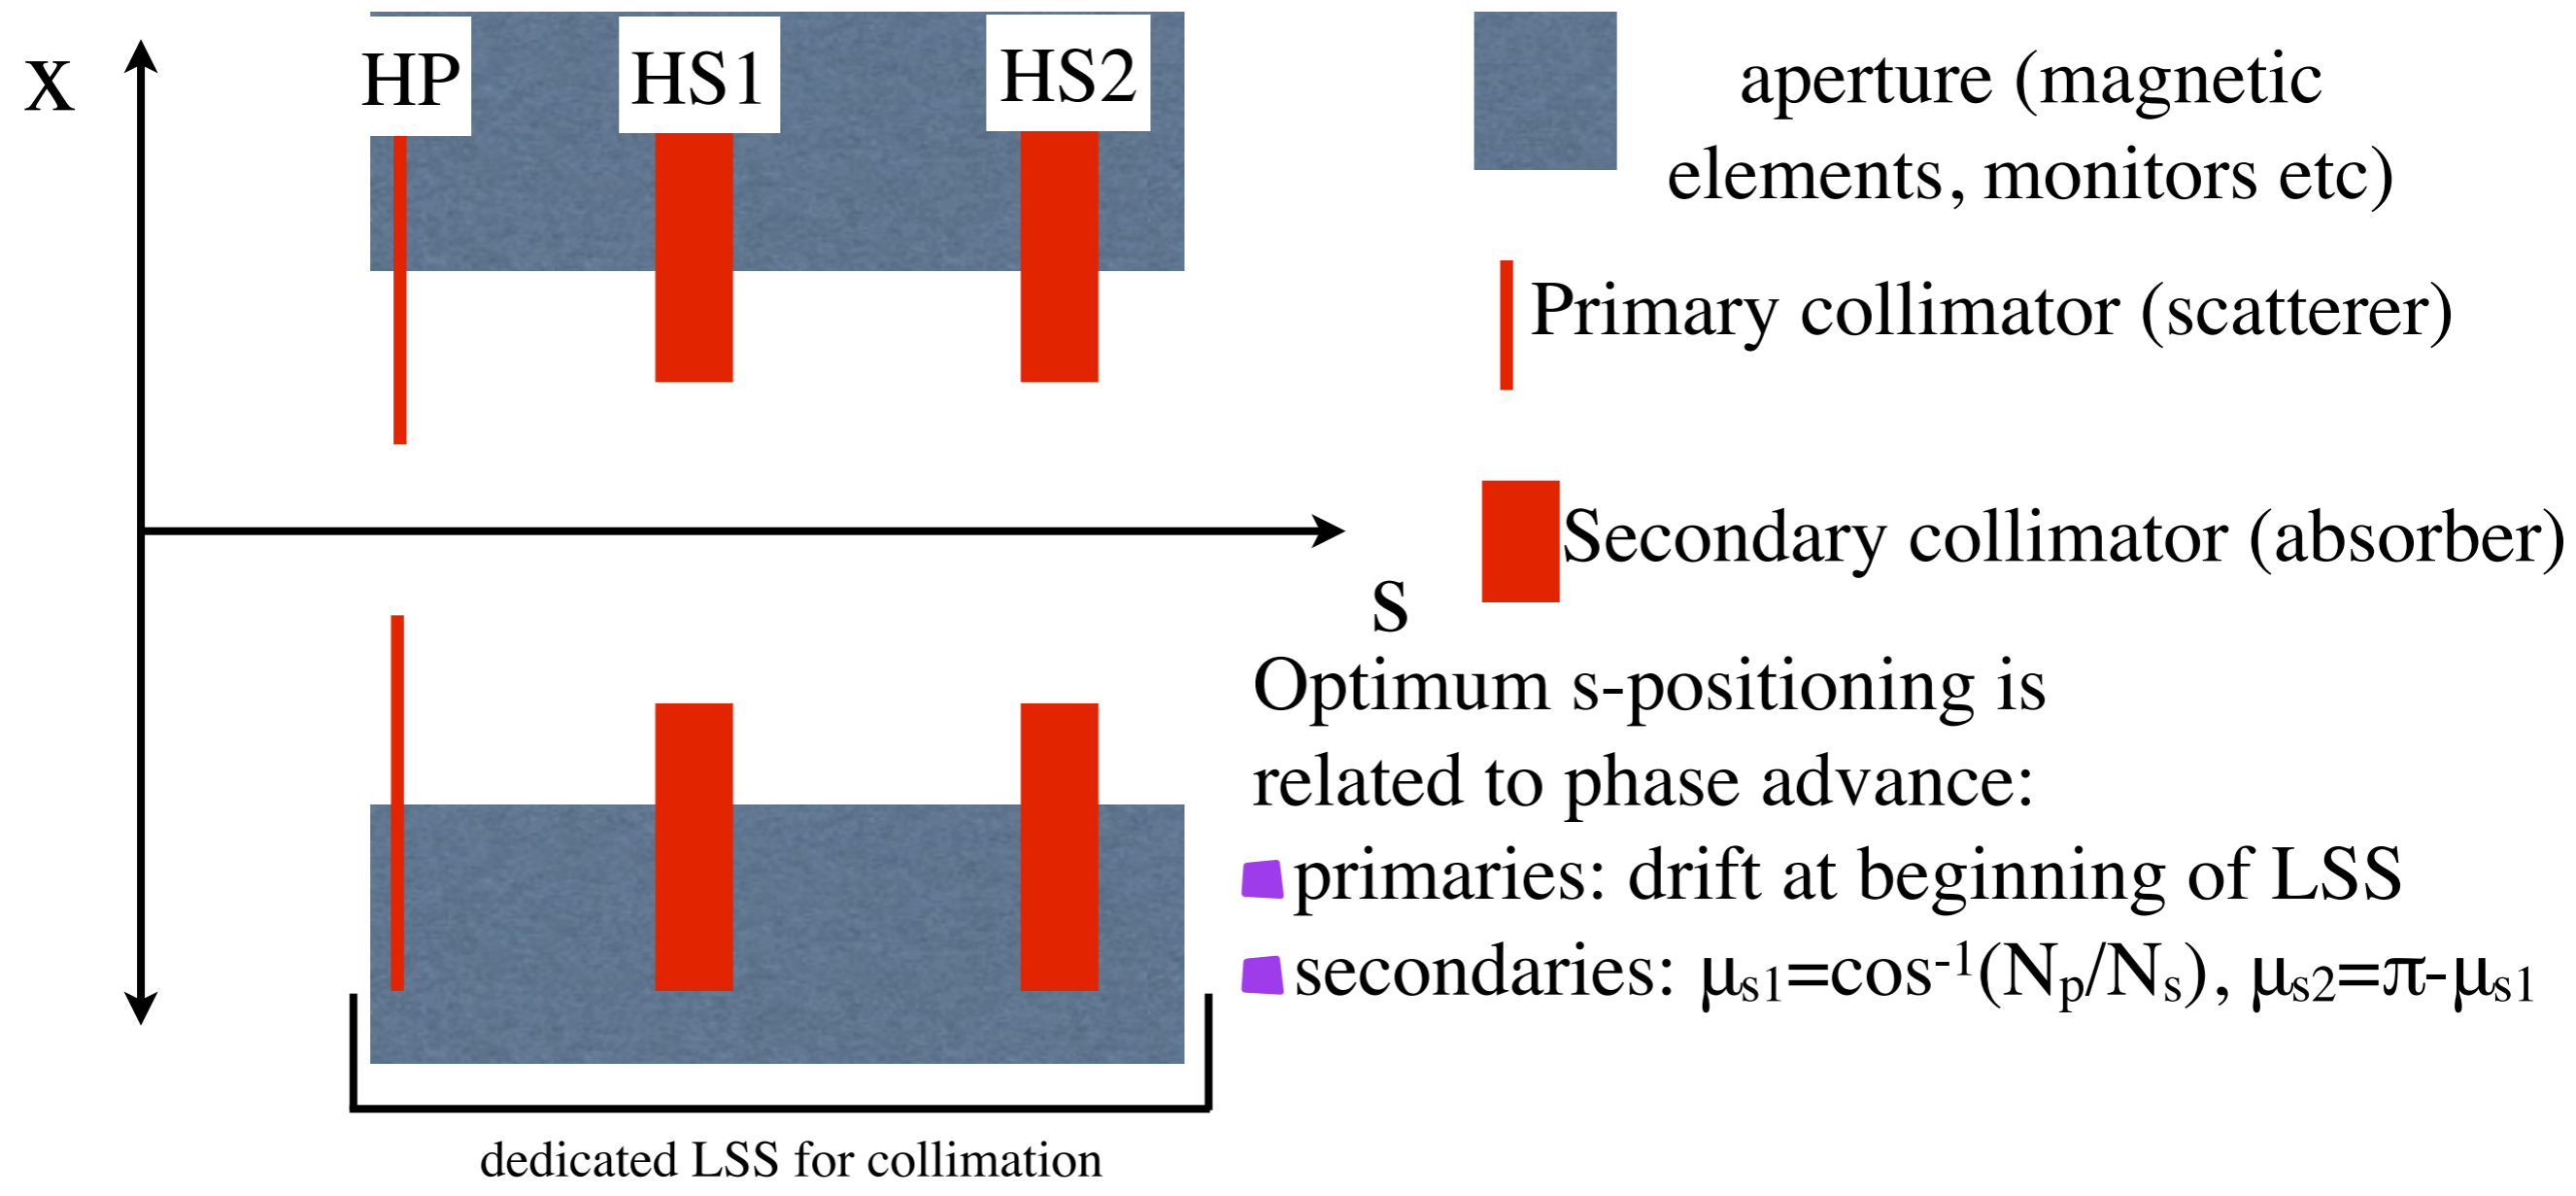 x
HP
HS1
HS2
aperture (magnetic
elements, monitors etc)
Primary collimator (scatterer)
Secondary collimator (absorber)
s
Optimum s-positioning is
related to phase advance:
primaries: drift at beginning of LSS
secondaries: μs1=cos-1(Np/Ns), μs2=π-μs1
dedicated LSS for collimation